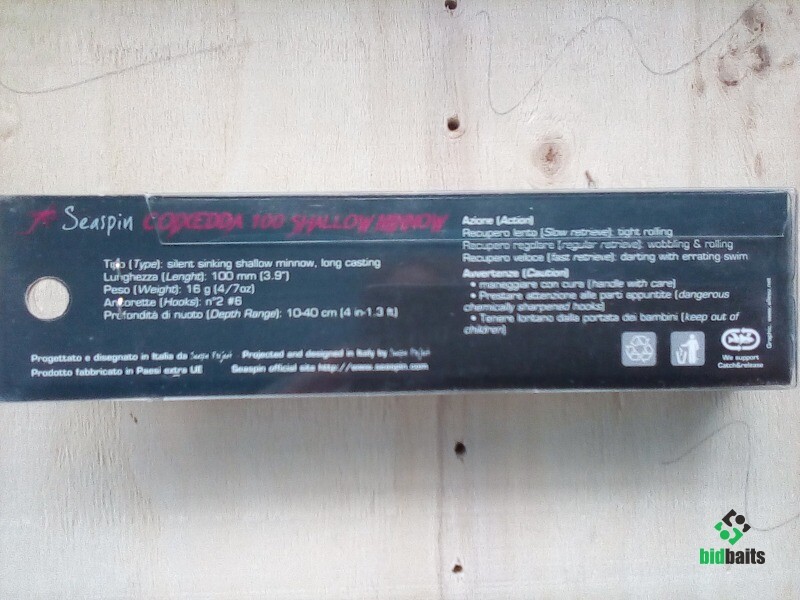 Seaspin COIXEDDA 100 SHALLOW MINNOW
Tipo (Type): silent sinking shallow minnow, long casting
Lunghezza (Lenght): 100 mm (3.9")
Peso (Weight): 16 g (4/7oz)
Ancorette (Hooks): n°2 #6
Profondità di nuoto (Depth Range): 10-40 cm (4 in-1.3 ft)
Progettato e disegnato in Italia da Seaspin Project Projected and designed in Italy by Seaspin Project
Prodotto fabbricato in Paesi extra UE Seaspin official site http://www.seaspin.com
Azione (Action)
Recupero lento (Slow retrieve): tight rolling
Recupero regolare (regular retrieve): wobbling & rolling
Recupero veloce (fast retrieve): darting with errating swim
Avvertenze (Caution)
• maneggiare con cura (handle with care)
• Prestare attenzione alle parti appuntite (dangerous
chemically sharpened hooks)
• Tenere lontano dalla portata dei bambini (keep out of
children)
We support
Catch&release
bidbaits